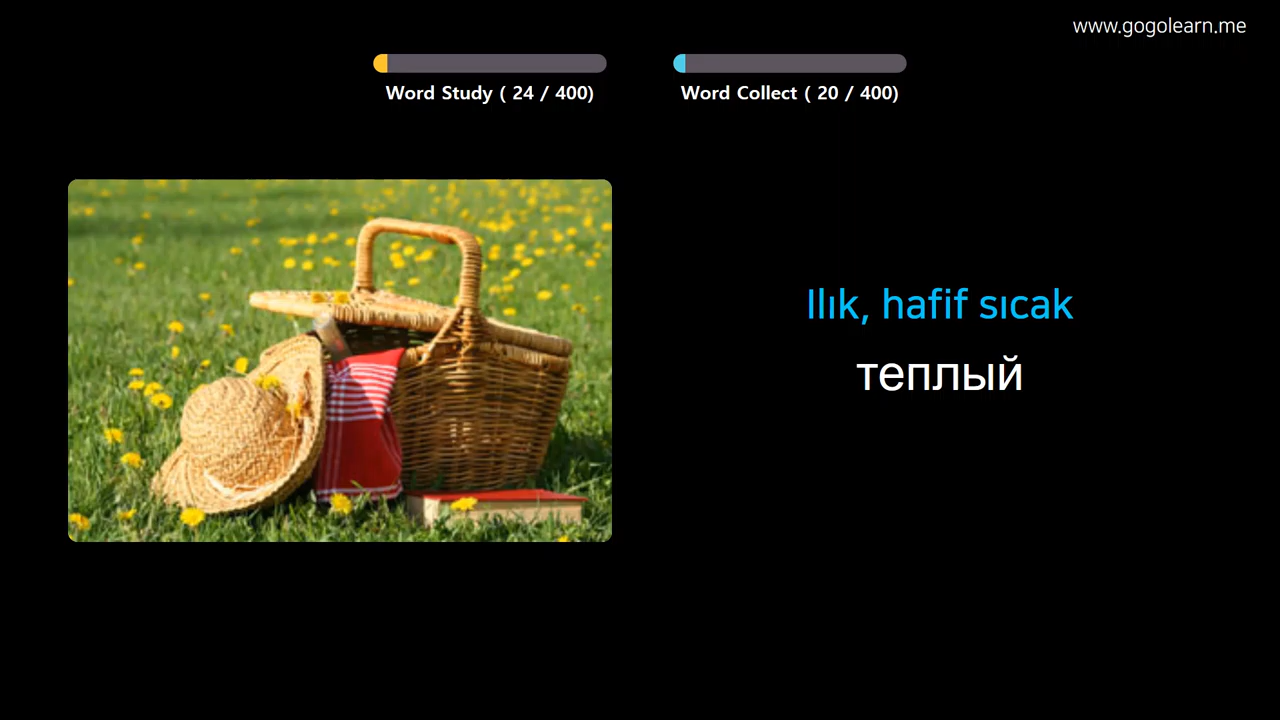 www.gogolearn.me
Word Study ( 24 / 400)
Word Collect ( 20 / 400)
Ilık, hafif sıcak
теплый